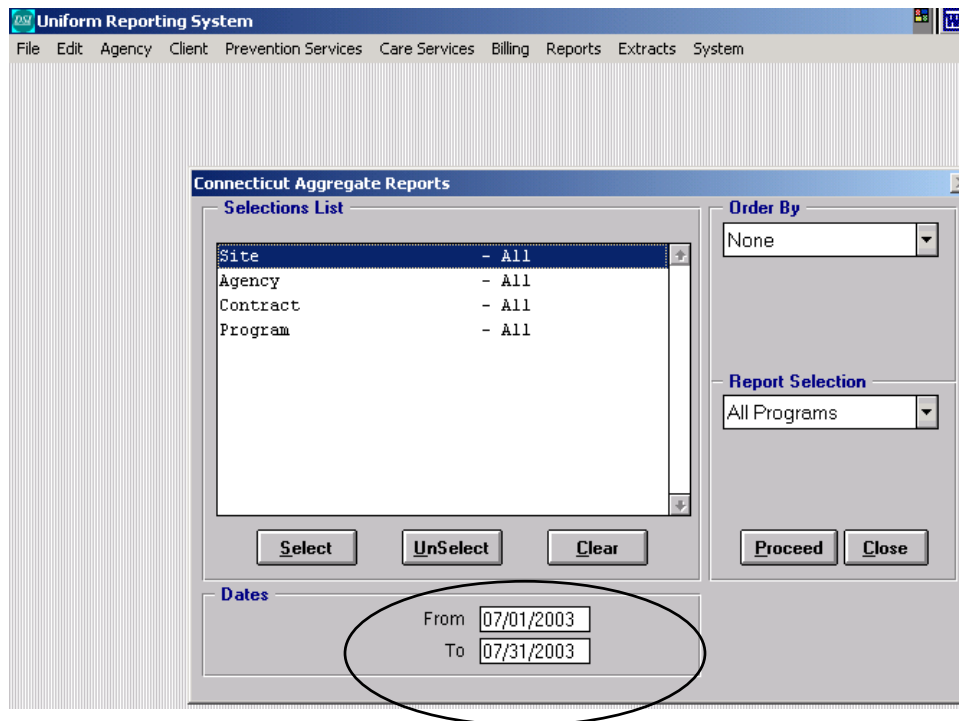 DSI Uniform Reporting System
W
File Edit Agency Client Prevention Services Care Services Billing Reports Extracts System
Connecticut Aggregate Reports
Selections List
Site - All
Agency - All
Contract - All
Program - All
Select UnSelect Clear
Order By
None
Report Selection
All Programs
Proceed Close
Dates
From 07/01/2003
To 07/31/2003